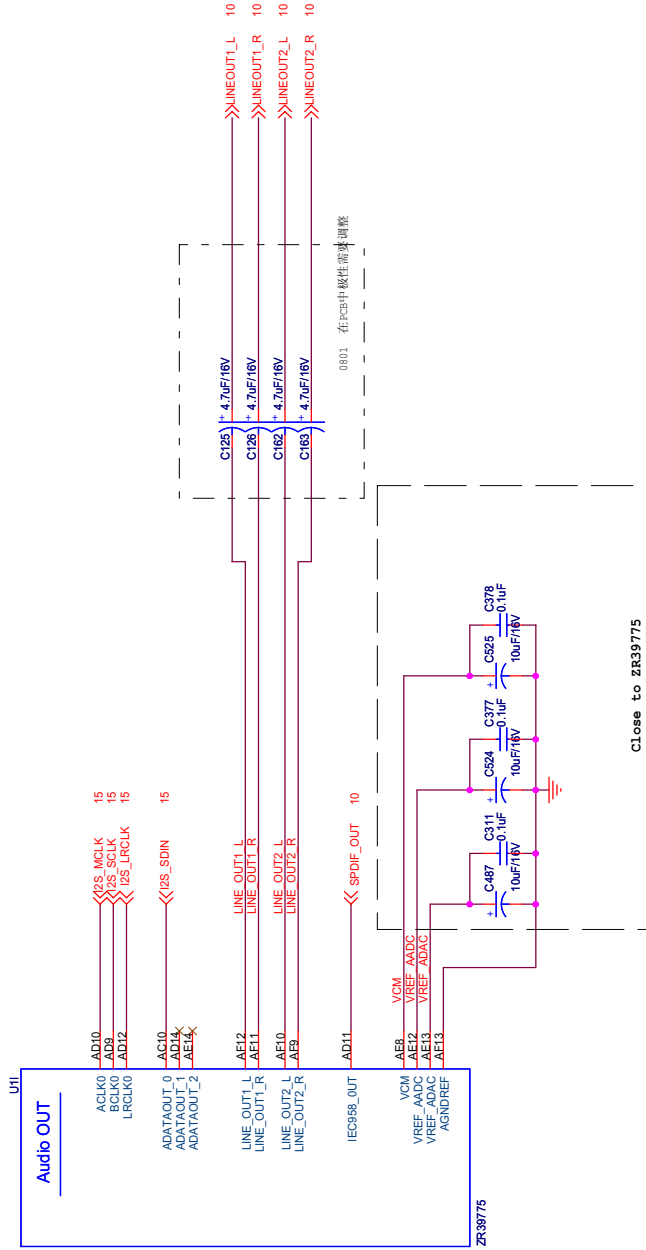 U1I
Audio OUT
ZR39775
ACLK0
BCLK0
LRCLK0
ADATAOUT_0
ADATAOUT_1
ADATAOUT_2
LINE_OUT1_L
LINE_OUT1_R
LINE_OUT2_L
LINE_OUT2_R
IEC958_OUT
VCM
VREF_AADC
VREF_ADAC
AGNDREF
AD10
AD9
AD12
AC10
AD14
AE14
AF12
AF11
AF10
AF9
AD11
AE8
AE12
AE13
AF13
I2S_MCLK 15
I2S_SCLK 15
I2S_LRCLK 15
I2S_SDIN 15
LINE_OUT1_L
LINE_OUT1_R
LINE_OUT2_L
LINE_OUT2_R
SPDIF_OUT 10
VCM
VREF_AADC
VREF_ADAC
C125 + 4.7uF/16V
C126 + 4.7uF/16V
C162 + 4.7uF/16V
C163 + 4.7uF/16V
0801 在PCB中极性需要调整
LINEOUT1_L 10
LINEOUT1_R 10
LINEOUT2_L 10
LINEOUT2_R 10
+ C487 10uF/16V
C311 0.1uF
+ C524 10uF/16V
C377 0.1uF
+ C525 10uF/16V
C378 0.1uF
Close to ZR39775